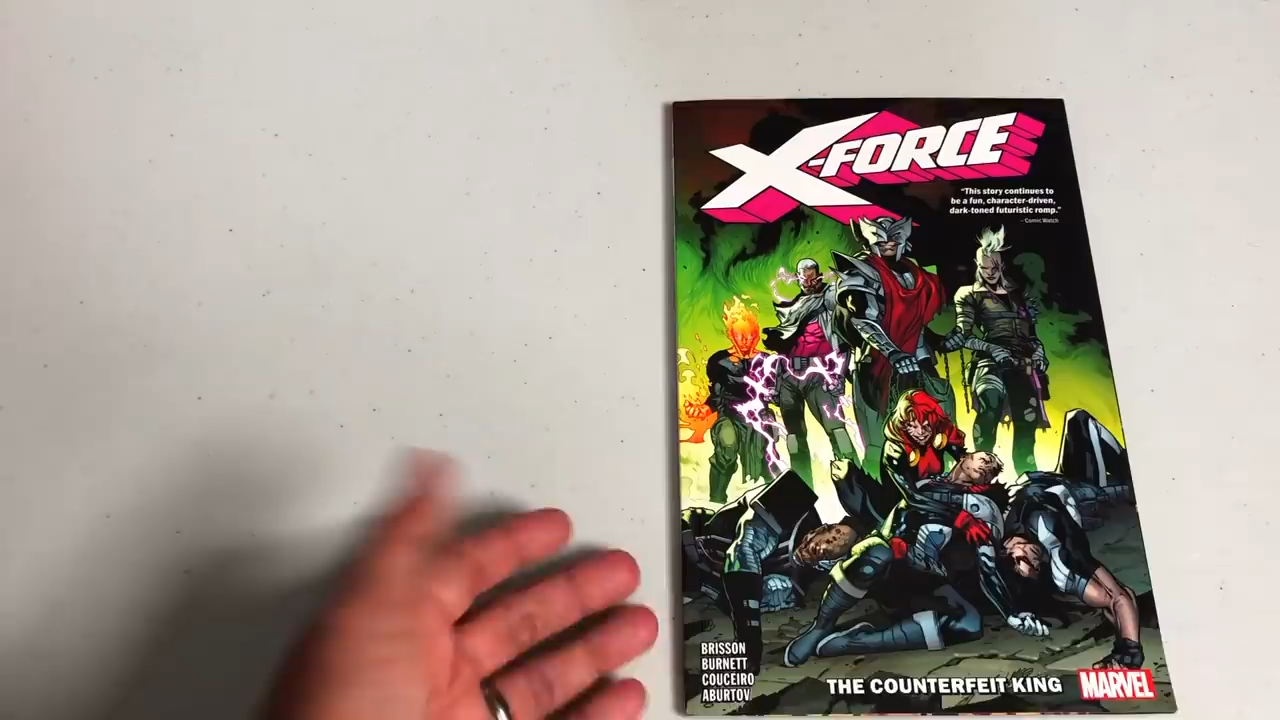 X-FORCE
"This story continues to
be a fun, character-driven,
dark-toned futuristic romp."
– Comic Watch
BRISSON
BURNETT
COUCEIRO
ABURTOV
THE COUNTERFEIT KING
MARVEL